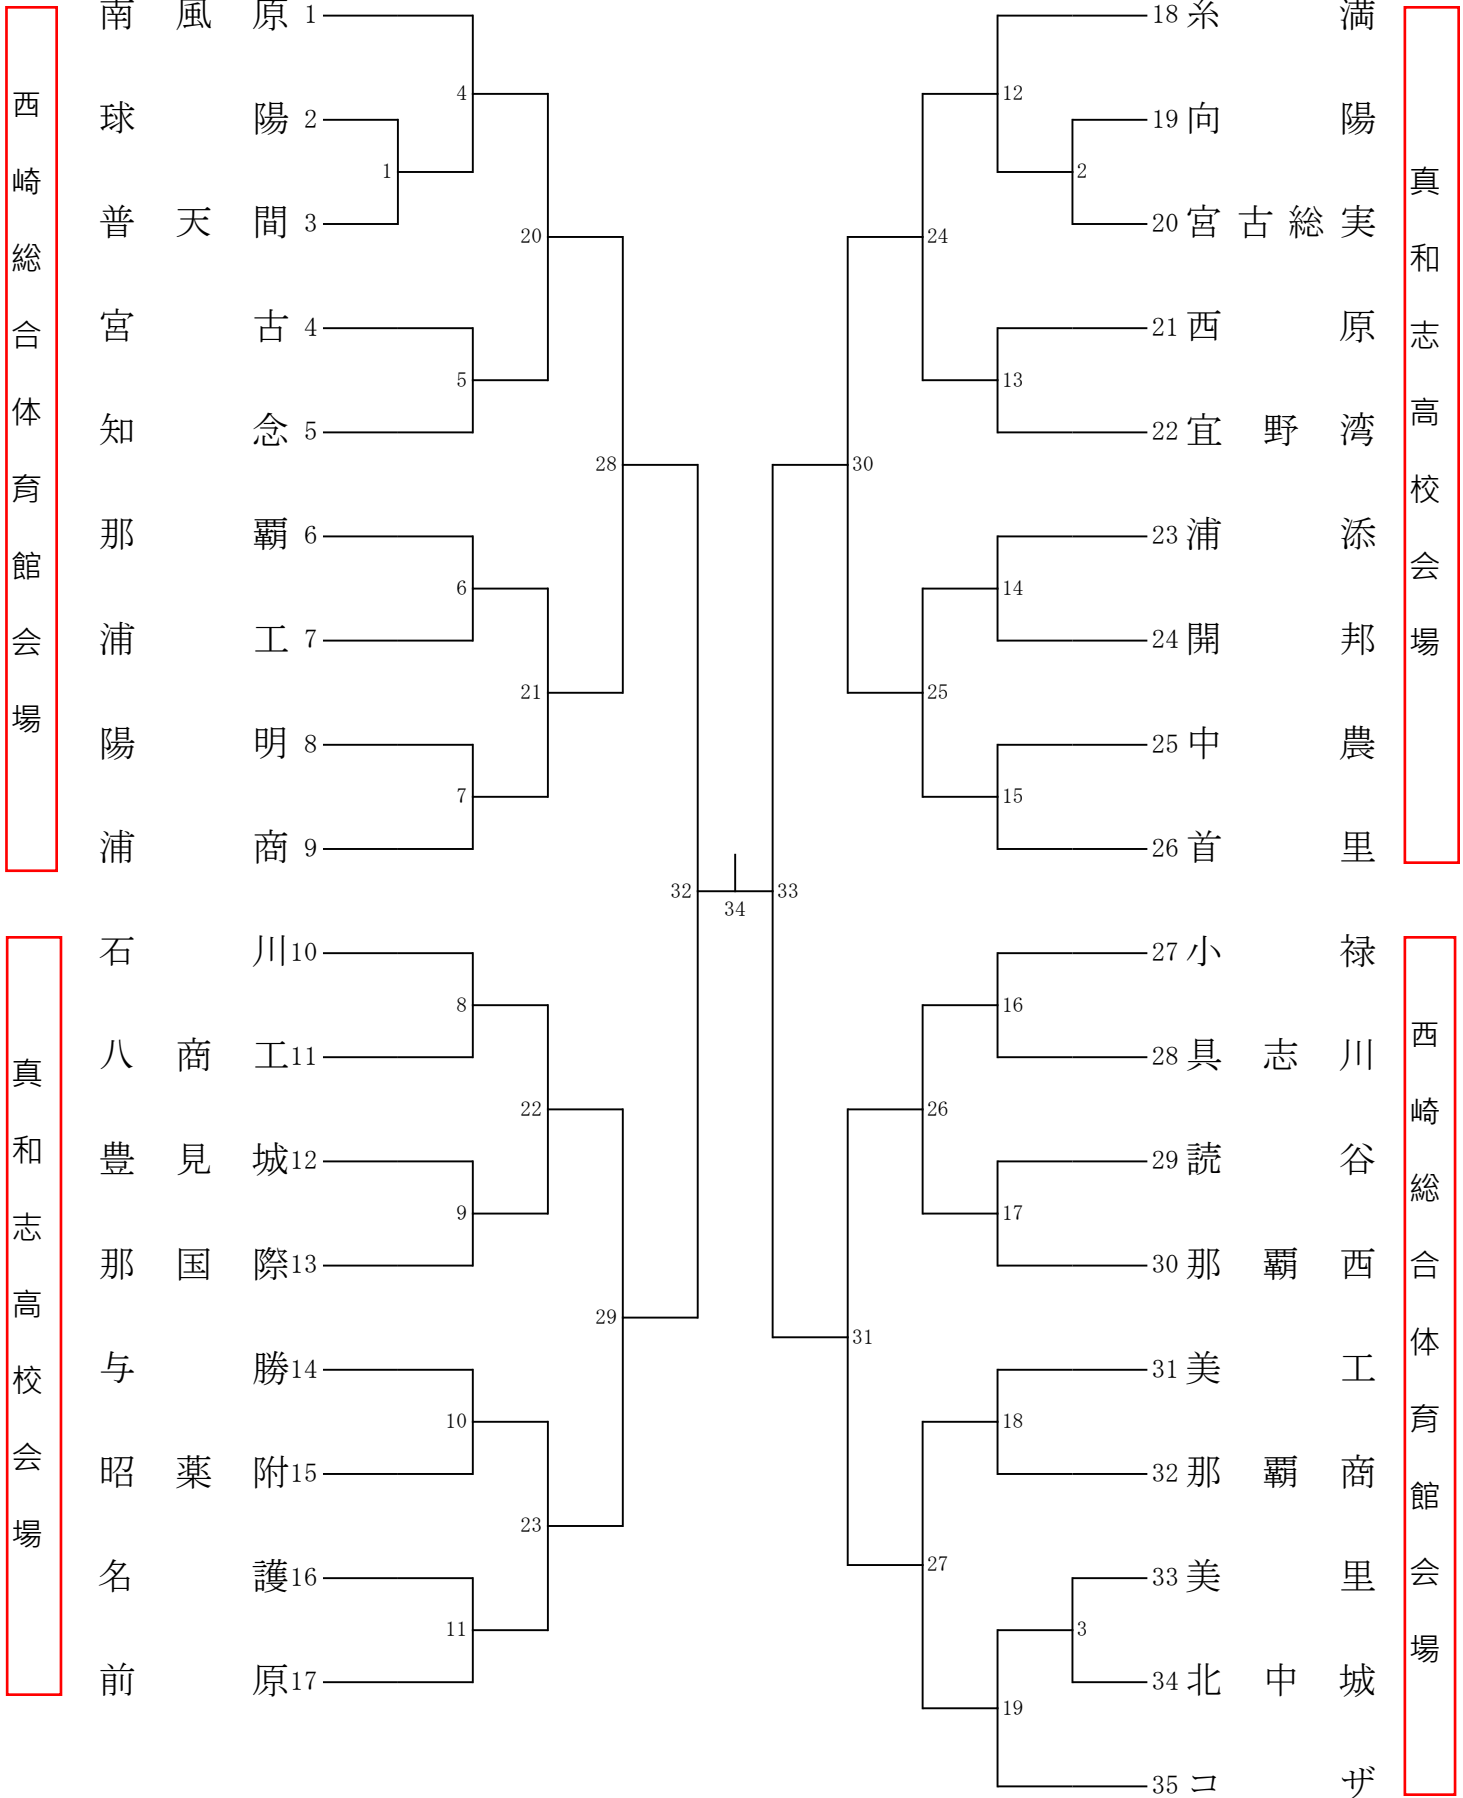 西崎総合体育館会場
南風原 1
球陽 2
普天間 3
宮古 4
知念 5
那覇 6
浦工 7
陽明 8
浦商 9
真和志高校会場
石川 10
八商工 11
豊見城 12
那国際 13
与勝 14
昭薬附 15
名護 16
前原 17
1
4
5
6
7
8
9
10
11
20
21
22
23
28
29
32
34
33
30
31
24
25
26
27
12
2
13
14
15
16
17
18
3
19
18 糸満
19 向陽
20 宮古総実
21 西原
22 宜野湾
23 浦添
24 開邦
25 中農
26 首里
真和志高校会場
27 小禄
28 具志川
29 読谷
30 那覇西
31 美工
32 那覇商
33 美里
34 北中城
35 コザ
西崎総合体育館会場